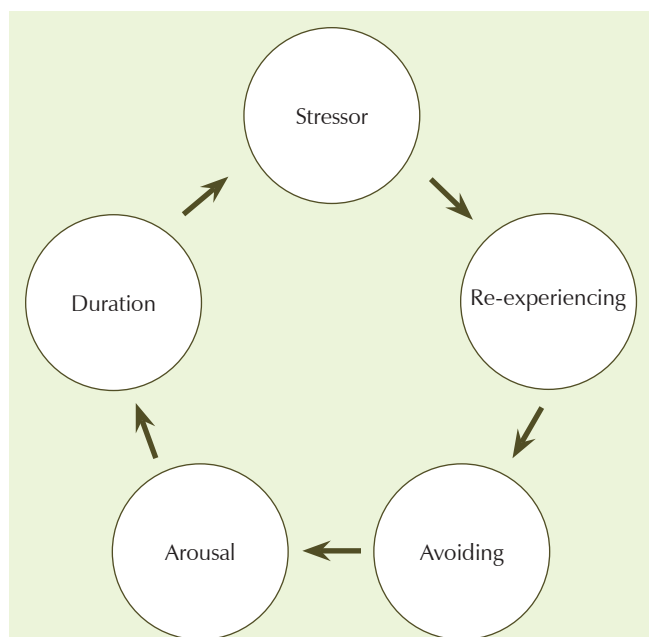 Stressor
Re-experiencing
Avoiding
Arousal
Duration